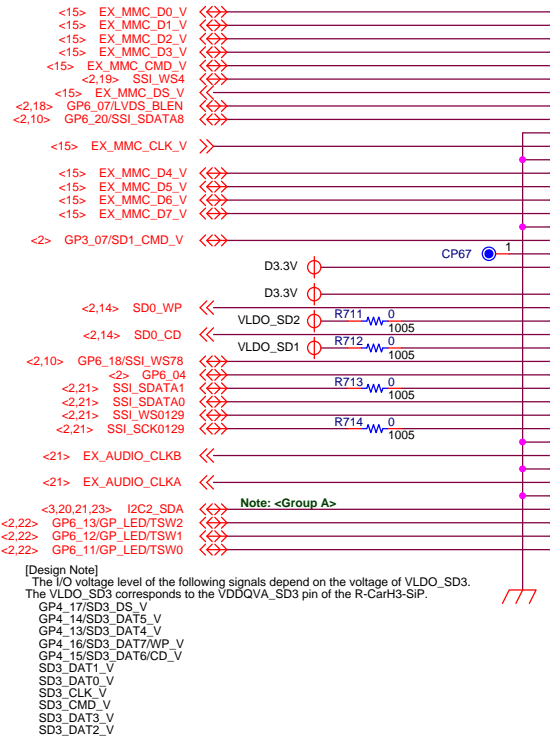 <15> EX_MMC_D0_V
<15> EX_MMC_D1_V
<15> EX_MMC_D2_V
<15> EX_MMC_D3_V
<15> EX_MMC_CMD_V
<2,19> SSI_WS4
<15> EX_MMC_DS_V
<2,18> GP6_07/LVDS_BLEN
<2,10> GP6_20/SSI_SDATA8
<15> EX_MMC_CLK_V
<15> EX_MMC_D4_V
<15> EX_MMC_D5_V
<15> EX_MMC_D6_V
<15> EX_MMC_D7_V
<2> GP3_07/SD1_CMD_V
CP67 1
D3.3V
D3.3V
<2,14> SD0_WP
VLDO_SD2 R711 0
1005
<2,14> SD0_CD
VLDO_SD1 R712 0
1005
<2,10> GP6_18/SSI_WS78
<2> GP6_04
<2,21> SSI_SDATA1
R713 0
1005
<2,21> SSI_SDATA0
<2,21> SSI_WS0129
<2,21> SSI_SCK0129
R714 0
1005
<21> EX_AUDIO_CLKB
<21> EX_AUDIO_CLKA
<3,20,21,23> I2C2_SDA
Note: <Group A>
<2,22> GP6_13/GP_LED/TSW2
<2,22> GP6_12/GP_LED/TSW1
<2,22> GP6_11/GP_LED/TSW0
[Design Note]
The I/O voltage level of the following signals depend on the voltage of VLDO_SD3.
The VLDO_SD3 corresponds to the VDDQVA_SD3 pin of the R-CarH3-SiP.
GP4_17/SD3_DS_V
GP4_14/SD3_DAT5_V
GP4_13/SD3_DAT4_V
GP4_16/SD3_DAT7/WP_V
GP4_15/SD3_DAT6/CD_V
SD3_DAT1_V
SD3_DAT0_V
SD3_CLK_V
SD3_CMD_V
SD3_DAT3_V
SD3_DAT2_V